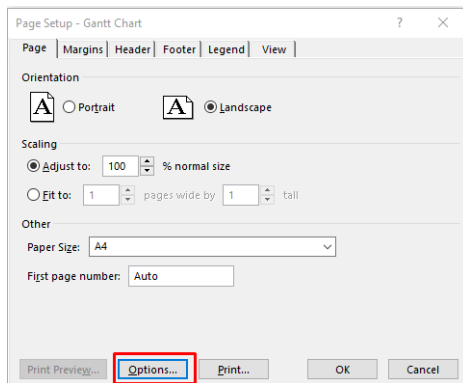 Page Setup - Gantt Chart ?
Page Margins Header Footer Legend View
Orientation
A Portrait A Landscape
Scaling
Adjust to: 100 % normal size
Fit to: 1 pages wide by 1 tall
Other
Paper Size: A4
First page number: Auto
Print Preview... Options... Print... OK Cancel